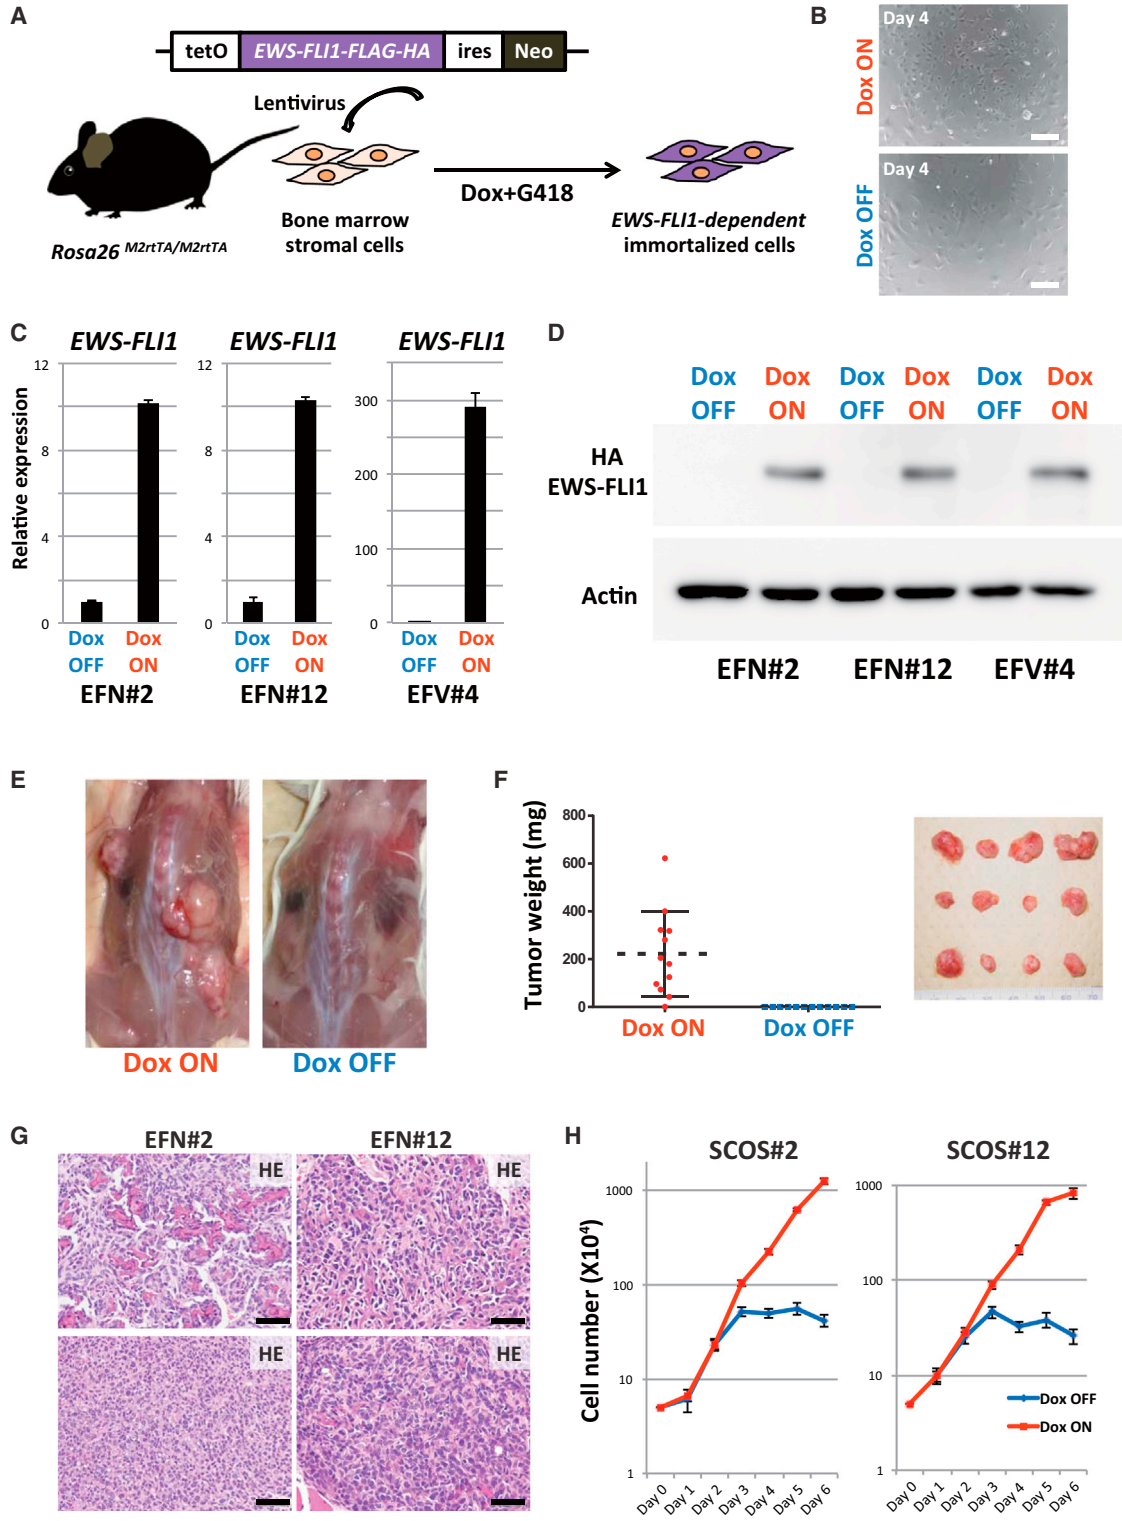 A
tetO EWS-FLI1-FLAG-HA ires Neo
Lentivirus
Dox+G418
Rosa26 M2rtTA/M2rtTA
Bone marrow
stromal cells
EWS-FLI1-dependent
immortalized cells
B
Dox ON
Day 4
Dox OFF
Day 4
C
EWS-FLI1 EWS-FLI1 EWS-FLI1
Relative expression
12
8
4
0
12
8
4
0
300
200
100
0
Dox Dox Dox Dox Dox Dox
OFF ON OFF ON OFF ON
EFN#2 EFN#12 EFV#4
D
Dox Dox Dox Dox Dox Dox
OFF ON OFF ON OFF ON
HA
EWS-FLI1
Actin
EFN#2 EFN#12 EFV#4
E
Dox ON Dox OFF
F
Tumor weight (mg)
800
600
400
200
0
Dox ON Dox OFF
G
EFN#2 EFN#12
HE HE
HE HE
H
SCOS#2 SCOS#12
Cell number (X10⁴)
1000
100
10
1
Day 0 Day 1 Day 2 Day 3 Day 4 Day 5 Day 6
1000
100
10
1
Dox OFF
Dox ON
Day 0 Day 1 Day 2 Day 3 Day 4 Day 5 Day 6